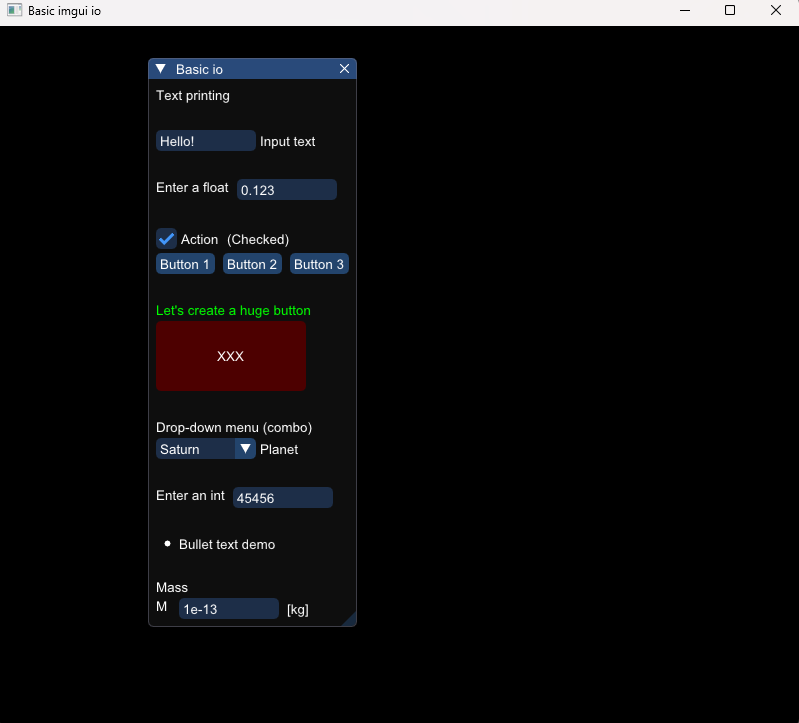 Basic imgui io
Basic io
Text printing
Hello! Input text
Enter a float 0.123
Action (Checked)
Button 1 Button 2 Button 3
Let's create a huge button
XXX
Drop-down menu (combo)
Saturn Planet
Enter an int 45456
Bullet text demo
Mass
M 1e-13 [kg]